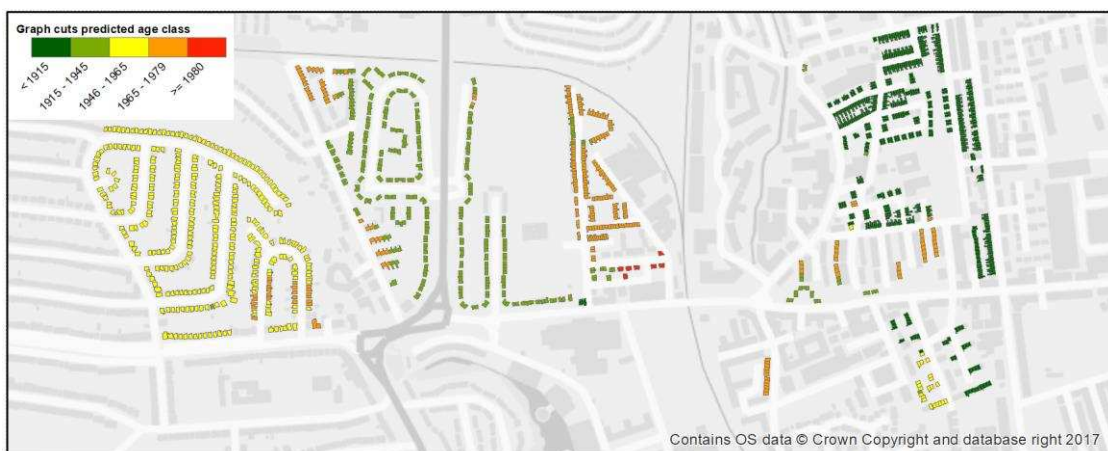 Graph cuts predicted age class
<1915
1915 - 1945
1946 - 1965
1965 - 1979
>= 1980
Contains OS data © Crown Copyright and database right 2017